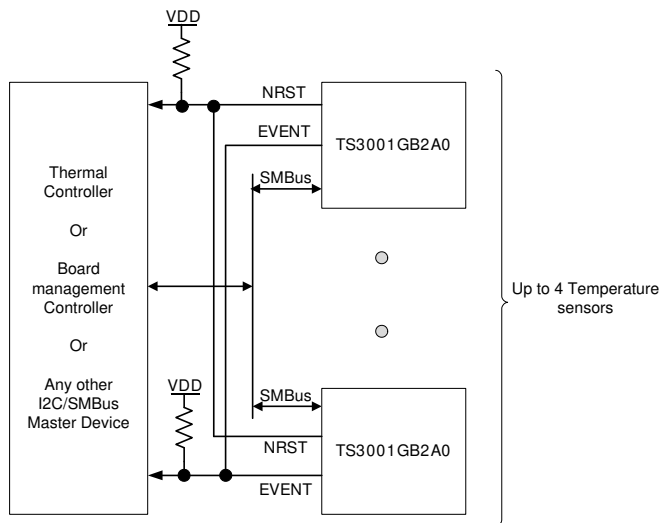 VDD
NRST
EVENT
TS3001GB2A0
SMBus
Thermal
Controller
Or
Board
management
Controller
Or
Any other
I2C/SMBus
Master Device
Up to 4 Temperature
sensors
VDD
SMBus
NRST
TS3001GB2A0
EVENT